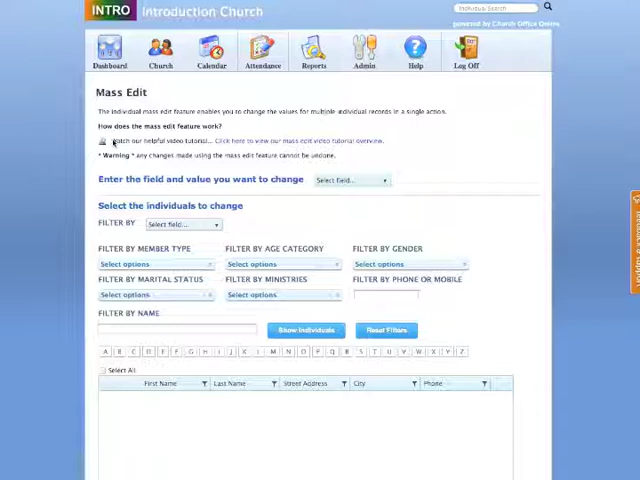 INTRO Introduction Church
Individual Search
powered by Church Office Online
Dashboard Church Calendar Attendance Reports Admin Help Log Off
Mass Edit
The individual mass edit feature enables you to change the values for multiple individual records in a single action.
How does the mass edit feature work?
Watch our helpful video tutorial... Click here to view our mass edit video tutorial overview.
* Warning * any changes made using the mass edit feature cannot be undone.
Enter the field and value you want to change Select field...
Select the individuals to change
FILTER BY Select field...
FILTER BY MEMBER TYPE FILTER BY AGE CATEGORY FILTER BY GENDER
Select options Select options Select options
FILTER BY MARITAL STATUS FILTER BY MINISTRIES FILTER BY PHONE OR MOBILE
Select options Select options
FILTER BY NAME
Show Individuals Reset Filters
A B C D E F G H I J K L M N O P Q R S T U V W X Y Z
Select All
First Name Last Name Street Address City Phone
feedback & support